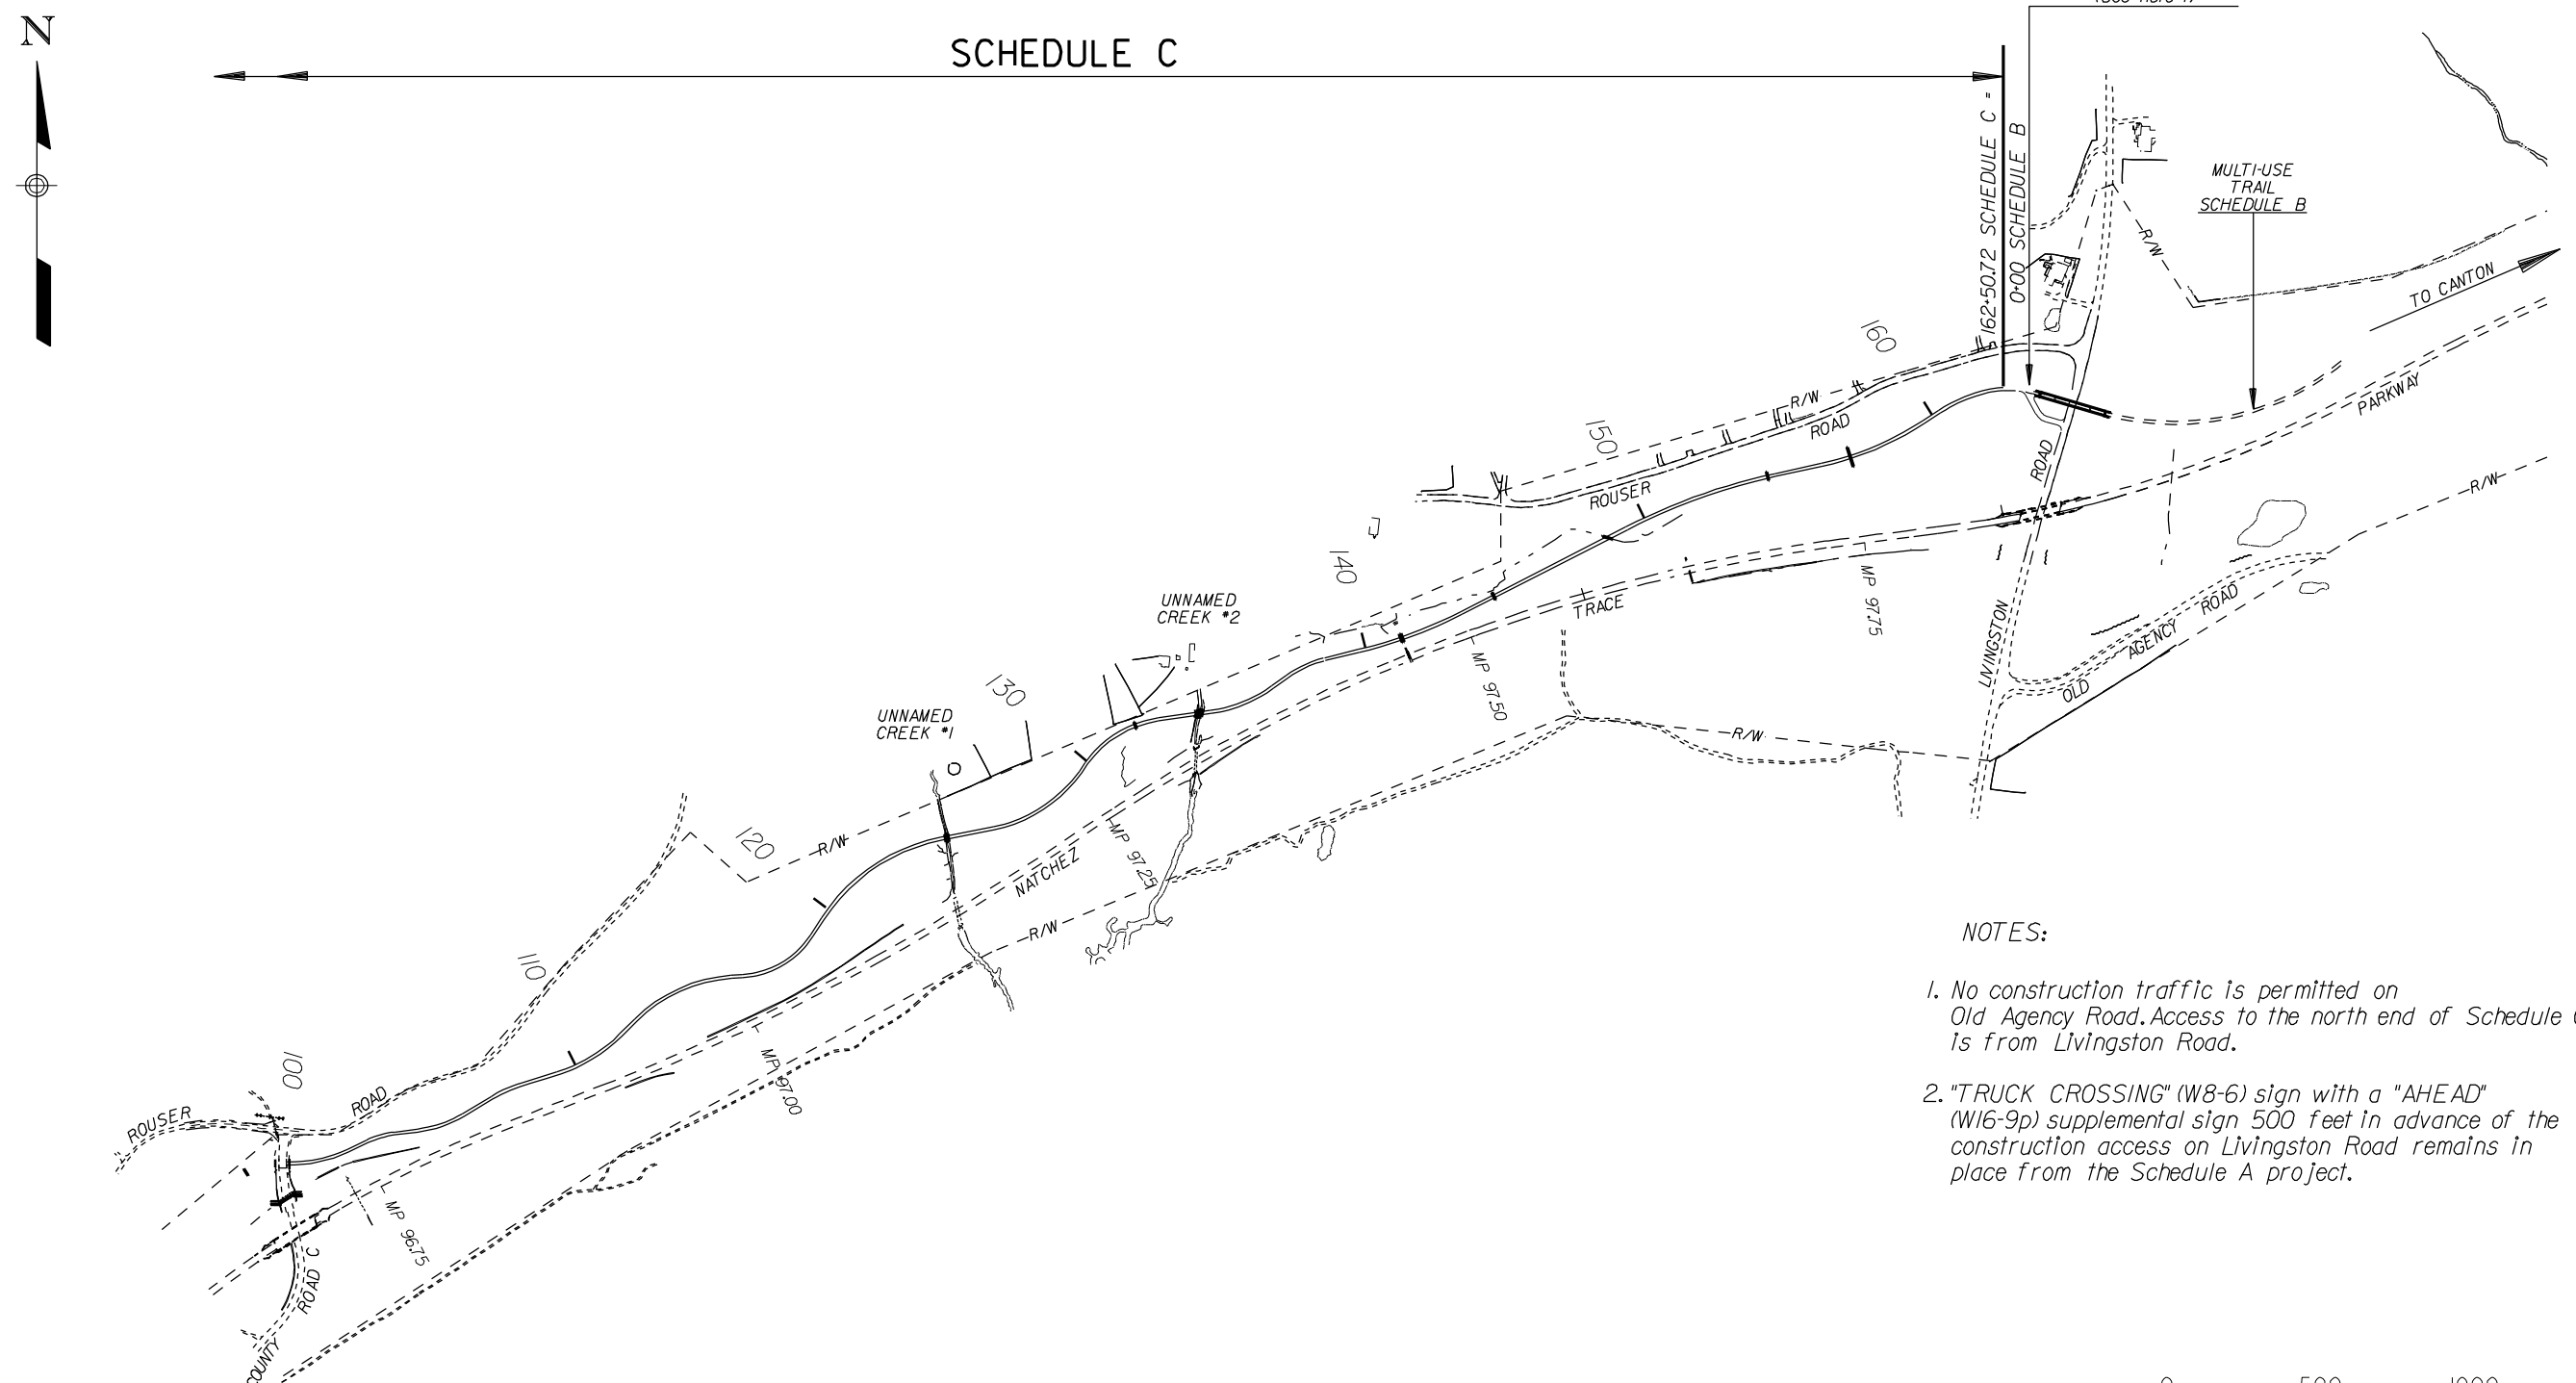 N
SCHEDULE C
162+50.72 SCHEDULE C =
0+00 SCHEDULE B
MULTI-USE
TRAIL
SCHEDULE B
R/W
TO CANTON
160
R/W
PARKWAY
150
ROAD
ROAD
ROUSER
R/W
140
UNNAMED
CREEK #2
TRACE
MP 97.75
ROAD
LIVINGSTON
AGENCY
130
MP 97.50
OLD
UNNAMED
CREEK #1
R/W
120
R/W
MP 97.25
NATCHEZ
R/W
NOTES:
110
1. No construction traffic is permitted on
Old Agency Road. Access to the north end of Schedule
is from Livingston Road.
100
MP 97.00
2. "TRUCK CROSSING" (W8-6) sign with a "AHEAD"
(W16-9p) supplemental sign 500 feet in advance of the
construction access on Livingston Road remains in
place from the Schedule A project.
ROAD
ROUSER
MP 96.75
ROAD C
COUNTY
0 500 1000